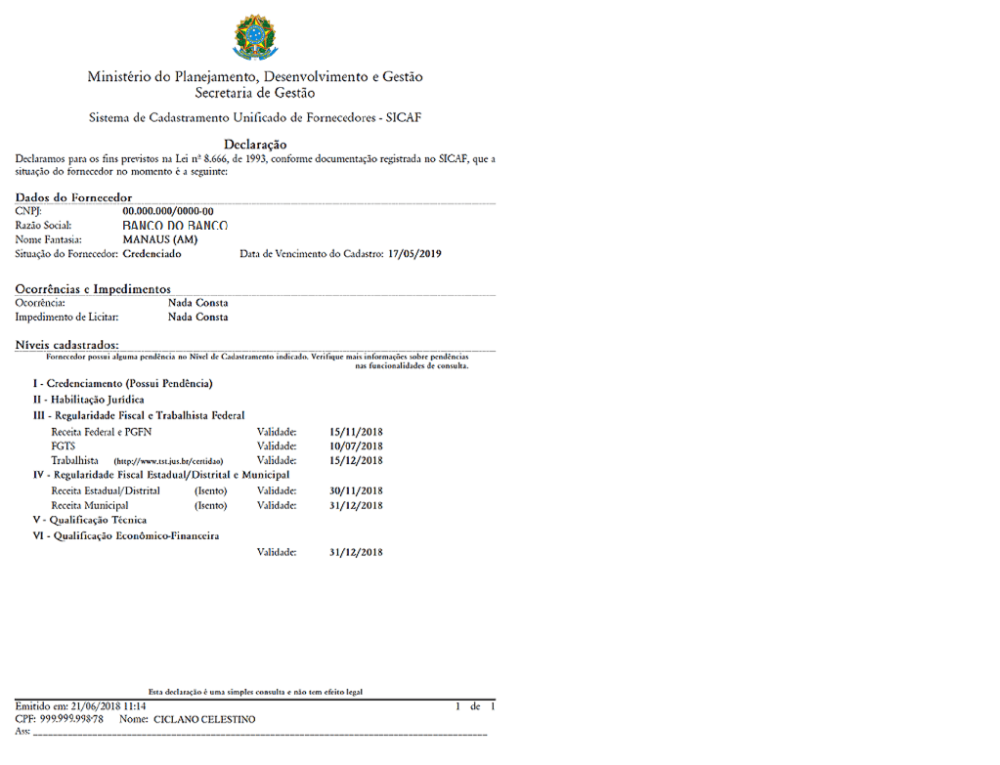 Ministério do Planejamento, Desenvolvimento e Gestão
Secretaria de Gestão
Sistema de Cadastramento Unificado de Fornecedores - SICAF
Declaração
Declaramos para os fins previstos na Lei nº 8.666, de 1993, conforme documentação registrada no SICAF, que a
situação do fornecedor no momento é a seguinte:
Dados do Fornecedor
CNPJ: 00.000.000/0000-00
Razão Social: BANCO DO BANCO
Nome Fantasia: MANAUS (AM)
Situação do Fornecedor: Credenciado Data de Vencimento do Cadastro: 17/05/2019
Ocorrências e Impedimentos
Ocorrência: Nada Consta
Impedimento de Licitar: Nada Consta
Níveis cadastrados:
Fornecedor possui alguma pendência no Nível de Cadastramento indicado. Verifique mais informações sobre pendências
nas funcionalidades de consulta.
I - Credenciamento (Possui Pendência)
II - Habilitação Jurídica
III - Regularidade Fiscal e Trabalhista Federal
Receita Federal e PGFN Validade: 15/11/2018
FGTS Validade: 10/07/2018
Trabalhista (http://www.tst.jus.br/certidao) Validade: 15/12/2018
IV - Regularidade Fiscal Estadual/Distrital e Municipal
Receita Estadual/Distrital (Isento) Validade: 30/11/2018
Receita Municipal (Isento) Validade: 31/12/2018
V - Qualificação Técnica
VI - Qualificação Econômico-Financeira
Validade: 31/12/2018
Esta declaração é uma simples consulta e não tem efeito legal
Emitido em: 21/06/2018 11:14 1 de 1
CPF: 999.999.998-78 Nome: CICLANO CELESTINO
Ass: ______________________________________________